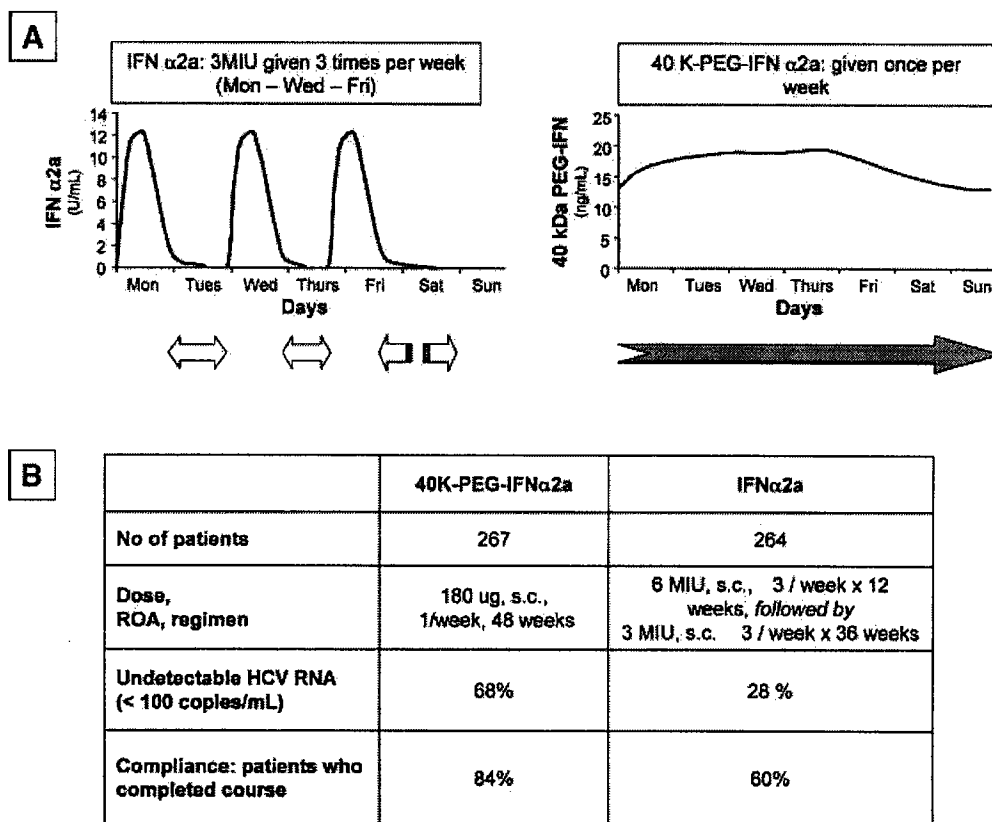 A
IFN α2a: 3MIU given 3 times per week
(Mon – Wed – Fri)
14
12
10
8
6
4
2
0
IFN α2a
(U/mL)
Mon Tues Wed Thurs Fri Sat Sun
Days
40 K-PEG-IFN α2a: given once per
week
25
20
15
10
5
0
40 kDa PEG-IFN
(ng/mL)
Mon Tues Wed Thurs Fri Sat Sun
Days
B
40K-PEG-IFNα2a IFNα2a
No of patients 267 264
Dose,
ROA, regimen
180 ug, s.c.,
1/week, 48 weeks
6 MIU, s.c., 3 / week x 12
weeks, followed by
3 MIU, s.c. 3 / week x 36 weeks
Undetectable HCV RNA
(< 100 copies/mL)
68% 28 %
Compliance: patients who
completed course
84% 60%